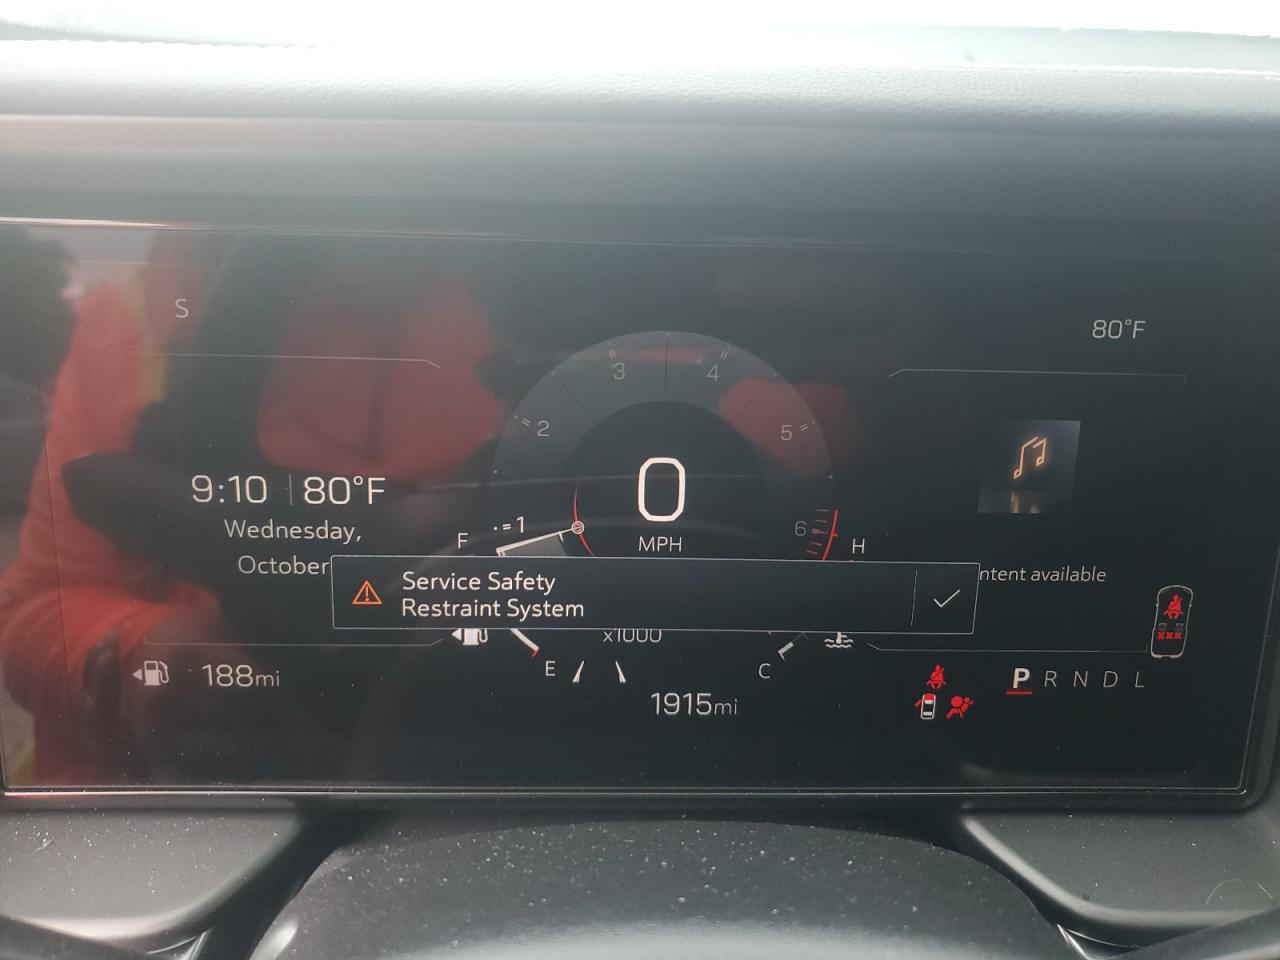 S
80°F
3 4
2 5
9:10 80°F
0
1 6
Wednesday,
F MPH H
October
Service Safety
Restraint System
ntent available
x1000
E C
188mi
P R N D L
1915mi